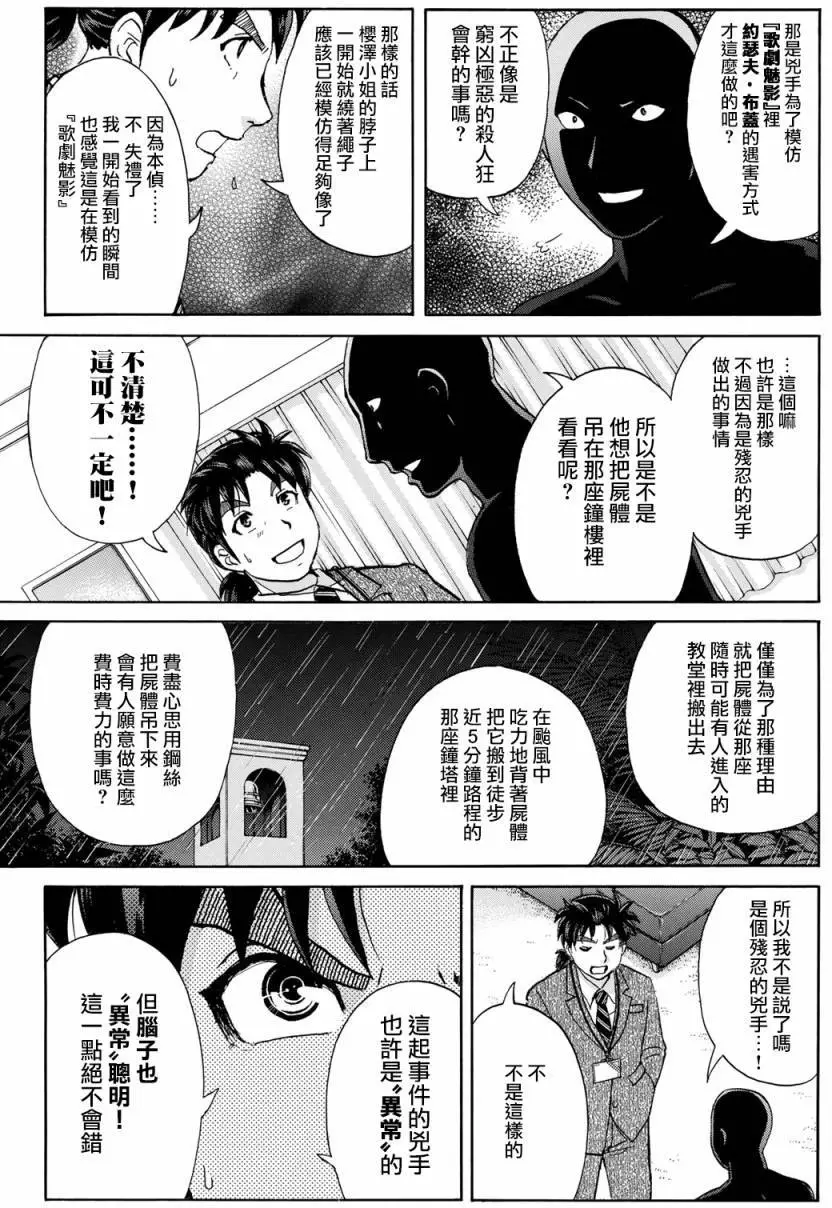 那是兇手為了模仿
『歌劇魅影』裡
約瑟夫・布蓋的遇害方式
才這麼做的吧？
不正像是
窮凶極惡的殺人狂
會幹的事嗎？
那樣的話
櫻澤小姐的脖子上
一開始就繞著繩子
應該已經模仿得足夠像了
因為本偵……
不 失禮了
我一開始看到的瞬間
也感覺這是在模仿
『歌劇魅影』
…這個嘛
也許是那樣
不過因為是殘忍的兇手
做出的事情
所以是不是
他想把屍體
吊在那座鐘樓裡
看看呢？
不清楚……！
這可不一定吧！
僅僅為了那種理由
就把屍體從那座
隨時可能有人進入的
教堂裡搬出去
在颱風中
吃力地背著屍體
把它搬到徒步
近5分鐘路程的
那座鐘塔裡
費盡心思用鋼絲
把屍體吊下來
會有人願意做這麼
費時費力的事嗎？
所以我不是說了嗎
是個殘忍的兇手…！
不
不是這樣的
這起事件的兇手
也許是〝異常〞的
但腦子也
〝異常〞聰明！
這一點絕不會錯